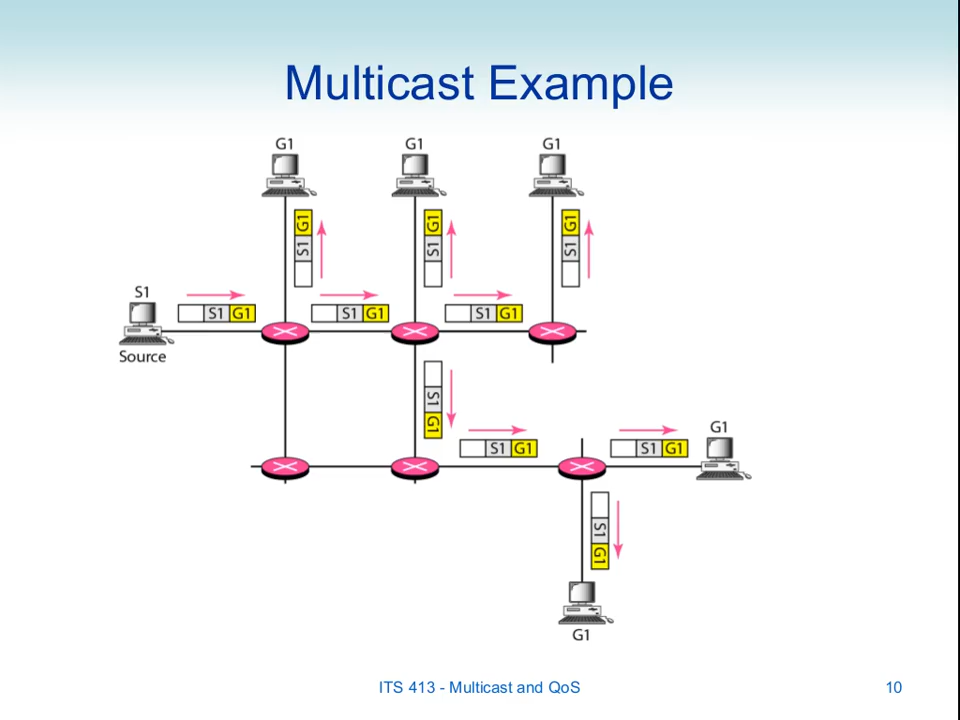 Multicast Example
G1 G1 G1
G1 G1 G1
S1 S1 S1
S1
S1 G1 S1 G1 S1 G1
Source
S1
G1
G1
S1 G1 S1 G1
S1
G1
G1
ITS 413 - Multicast and QoS 10